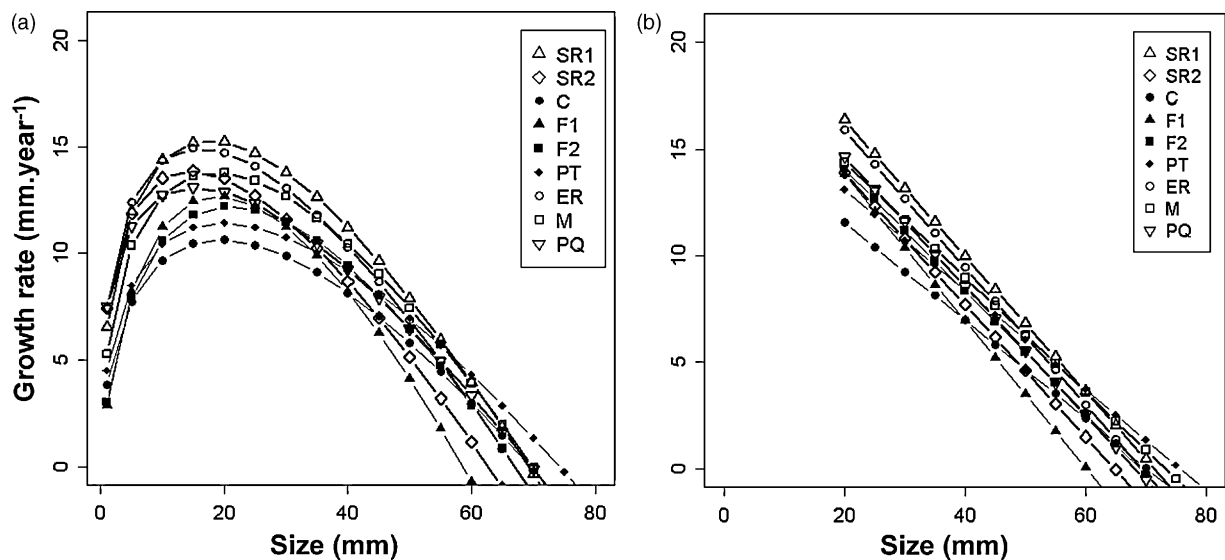 (a)
Growth rate (mm.year-1)
20
15
10
5
0
0 20 40 60 80
Size (mm)
SR1
SR2
C
F1
F2
PT
ER
M
PQ
(b)
20
15
10
5
0
0 20 40 60 80
Size (mm)
SR1
SR2
C
F1
F2
PT
ER
M
PQ